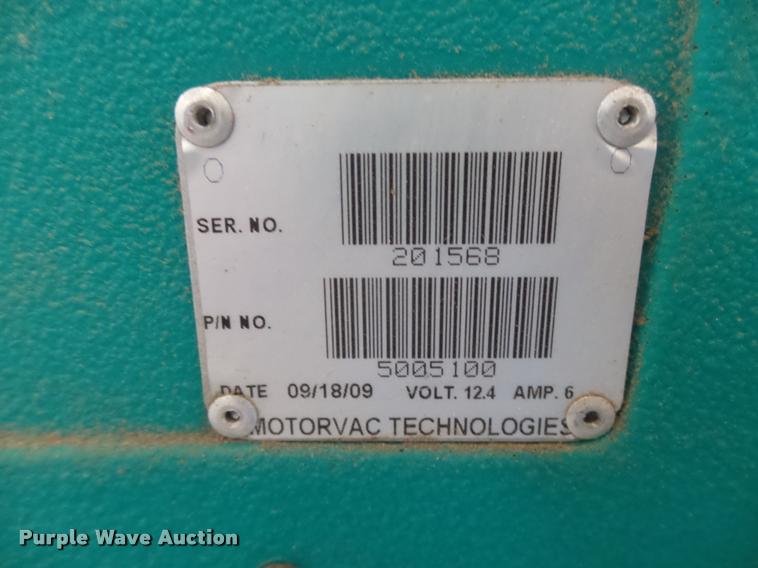 SER. NO.
201568
P/N NO.
5005100
DATE 09/18/09 VOLT. 12.4 AMP. 6
MOTORVAC TECHNOLOGIES
Purple Wave Auction